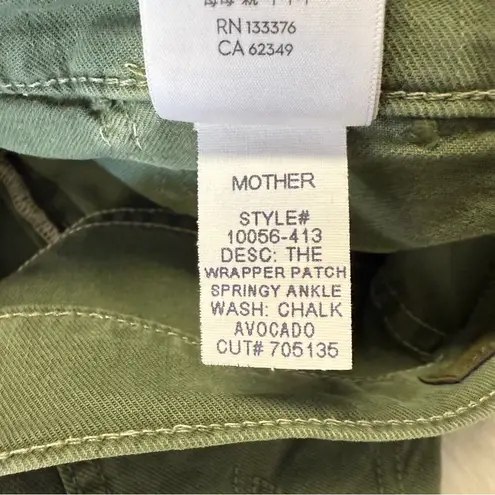 RN 133376
CA 62349
MOTHER
STYLE#
10056-413
DESC: THE
WRAPPER PATCH
SPRINGY ANKLE
WASH: CHALK
AVOCADO
CUT# 705135